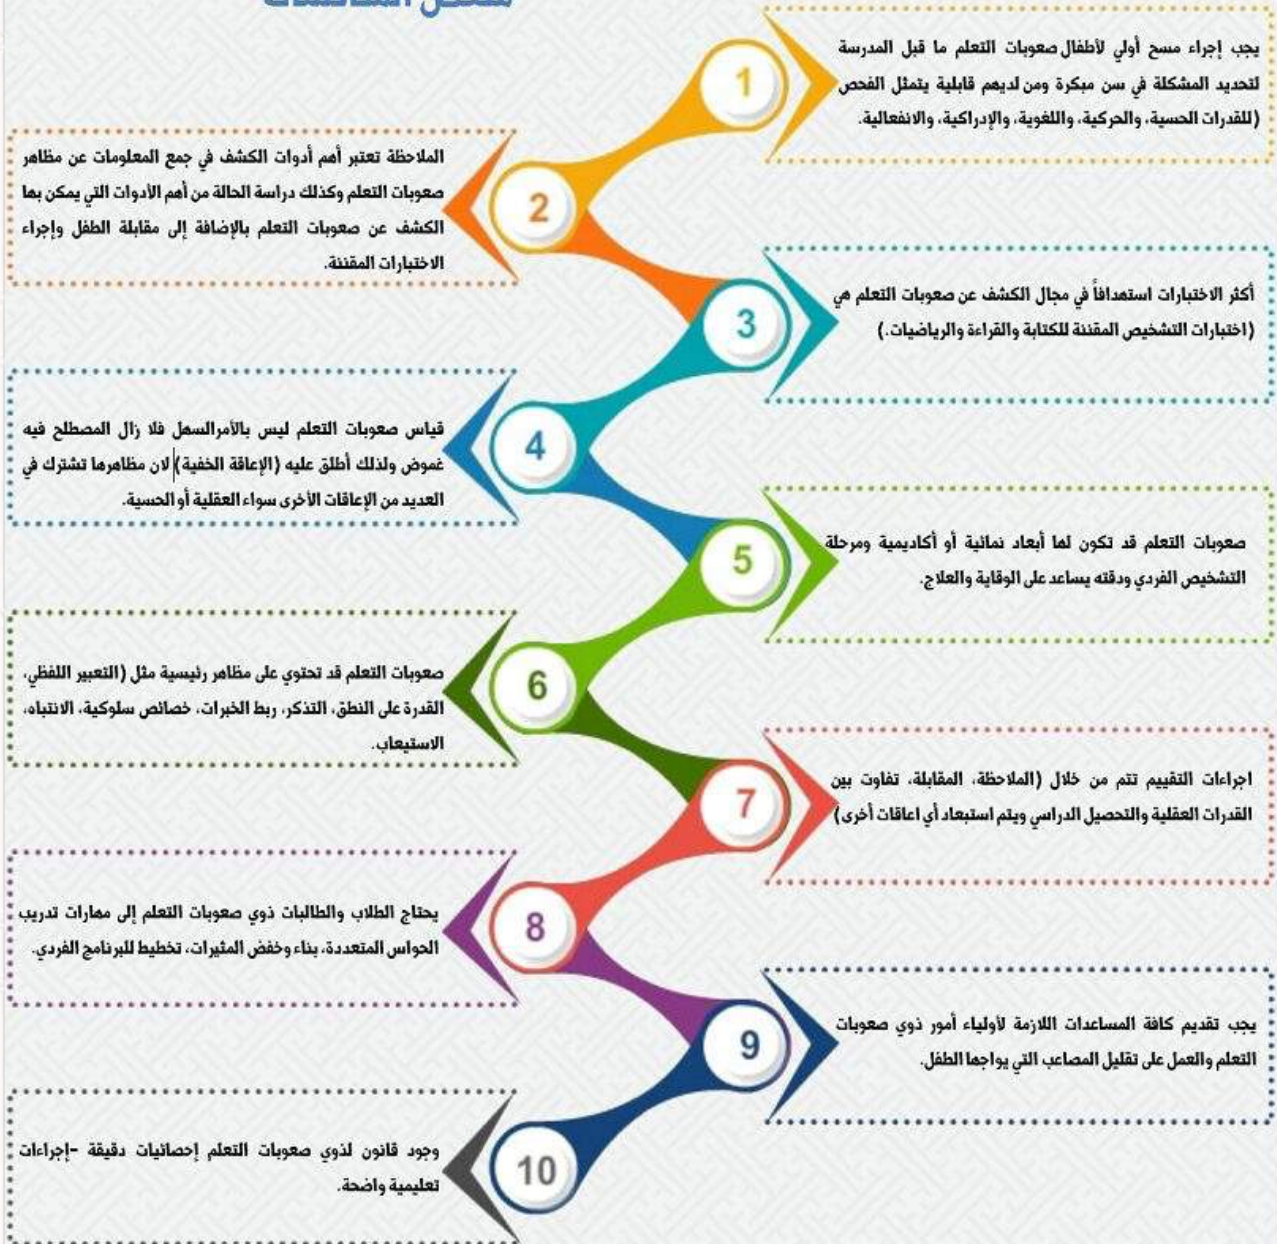 1
يجب إجراء مسح أولي لأطفال صعوبات التعلم ما قبل المدرسة
لتحديد المشكلة في سن مبكرة ومن لديهم قابلية يتمثل الفحص
(للقدرات الحسية، والحركية، واللغوية، والإدراكية، والانفعالية.
2
الملاحظة تعتبر أهم أدوات الكشف في جمع المعلومات عن مظاهر
صعوبات التعلم وكذلك دراسة الحالة من أهم الأدوات التي يمكن بها
الكشف عن صعوبات التعلم بالإضافة إلى مقابلة الطفل وإجراء
الاختبارات المقننة.
3
أكثر الاختبارات استهدافاً في مجال الكشف عن صعوبات التعلم هي
(اختبارات التشخيص المقننة للكتابة والقراءة والرياضيات.)
4
قياس صعوبات التعلم ليس بالأمرالسهل فلا زال المصطلح فيه
غموض ولذلك أطلق عليه (الإعاقة الخفية) لان مظاهرها تشترك في
العديد من الإعاقات الأخرى سواء العقلية أو الحسية.
5
صعوبات التعلم قد تكون لها أبعاد نمائية أو أكاديمية ومرحلة
التشخيص الفردي ودقته يساعد على الوقاية والعلاج.
6
صعوبات التعلم قد تحتوي على مظاهر رئيسية مثل (التعبير اللفظي،
القدرة على النطق، التذكر، ربط الخبرات، خصائص سلوكية، الانتباه،
الاستيعاب.
7
اجراءات التقييم تتم من خلال (الملاحظة، المقابلة، تفاوت بين
القدرات العقلية والتحصيل الدراسي ويتم استبعاد أي اعاقات أخرى)
8
يحتاج الطلاب والطالبات ذوي صعوبات التعلم إلى مهارات تدريب
الحواس المتعددة، بناء وخفض المثيرات، تخطيط للبرنامج الفردي.
9
يجب تقديم كافة المساعدات اللازمة لأولياء أمور ذوي صعوبات
التعلم والعمل على تقليل المصاعب التي يواجها الطفل.
10
وجود قانون لذوي صعوبات التعلم إحصائيات دقيقة -إجراءات
تعليمية واضحة.